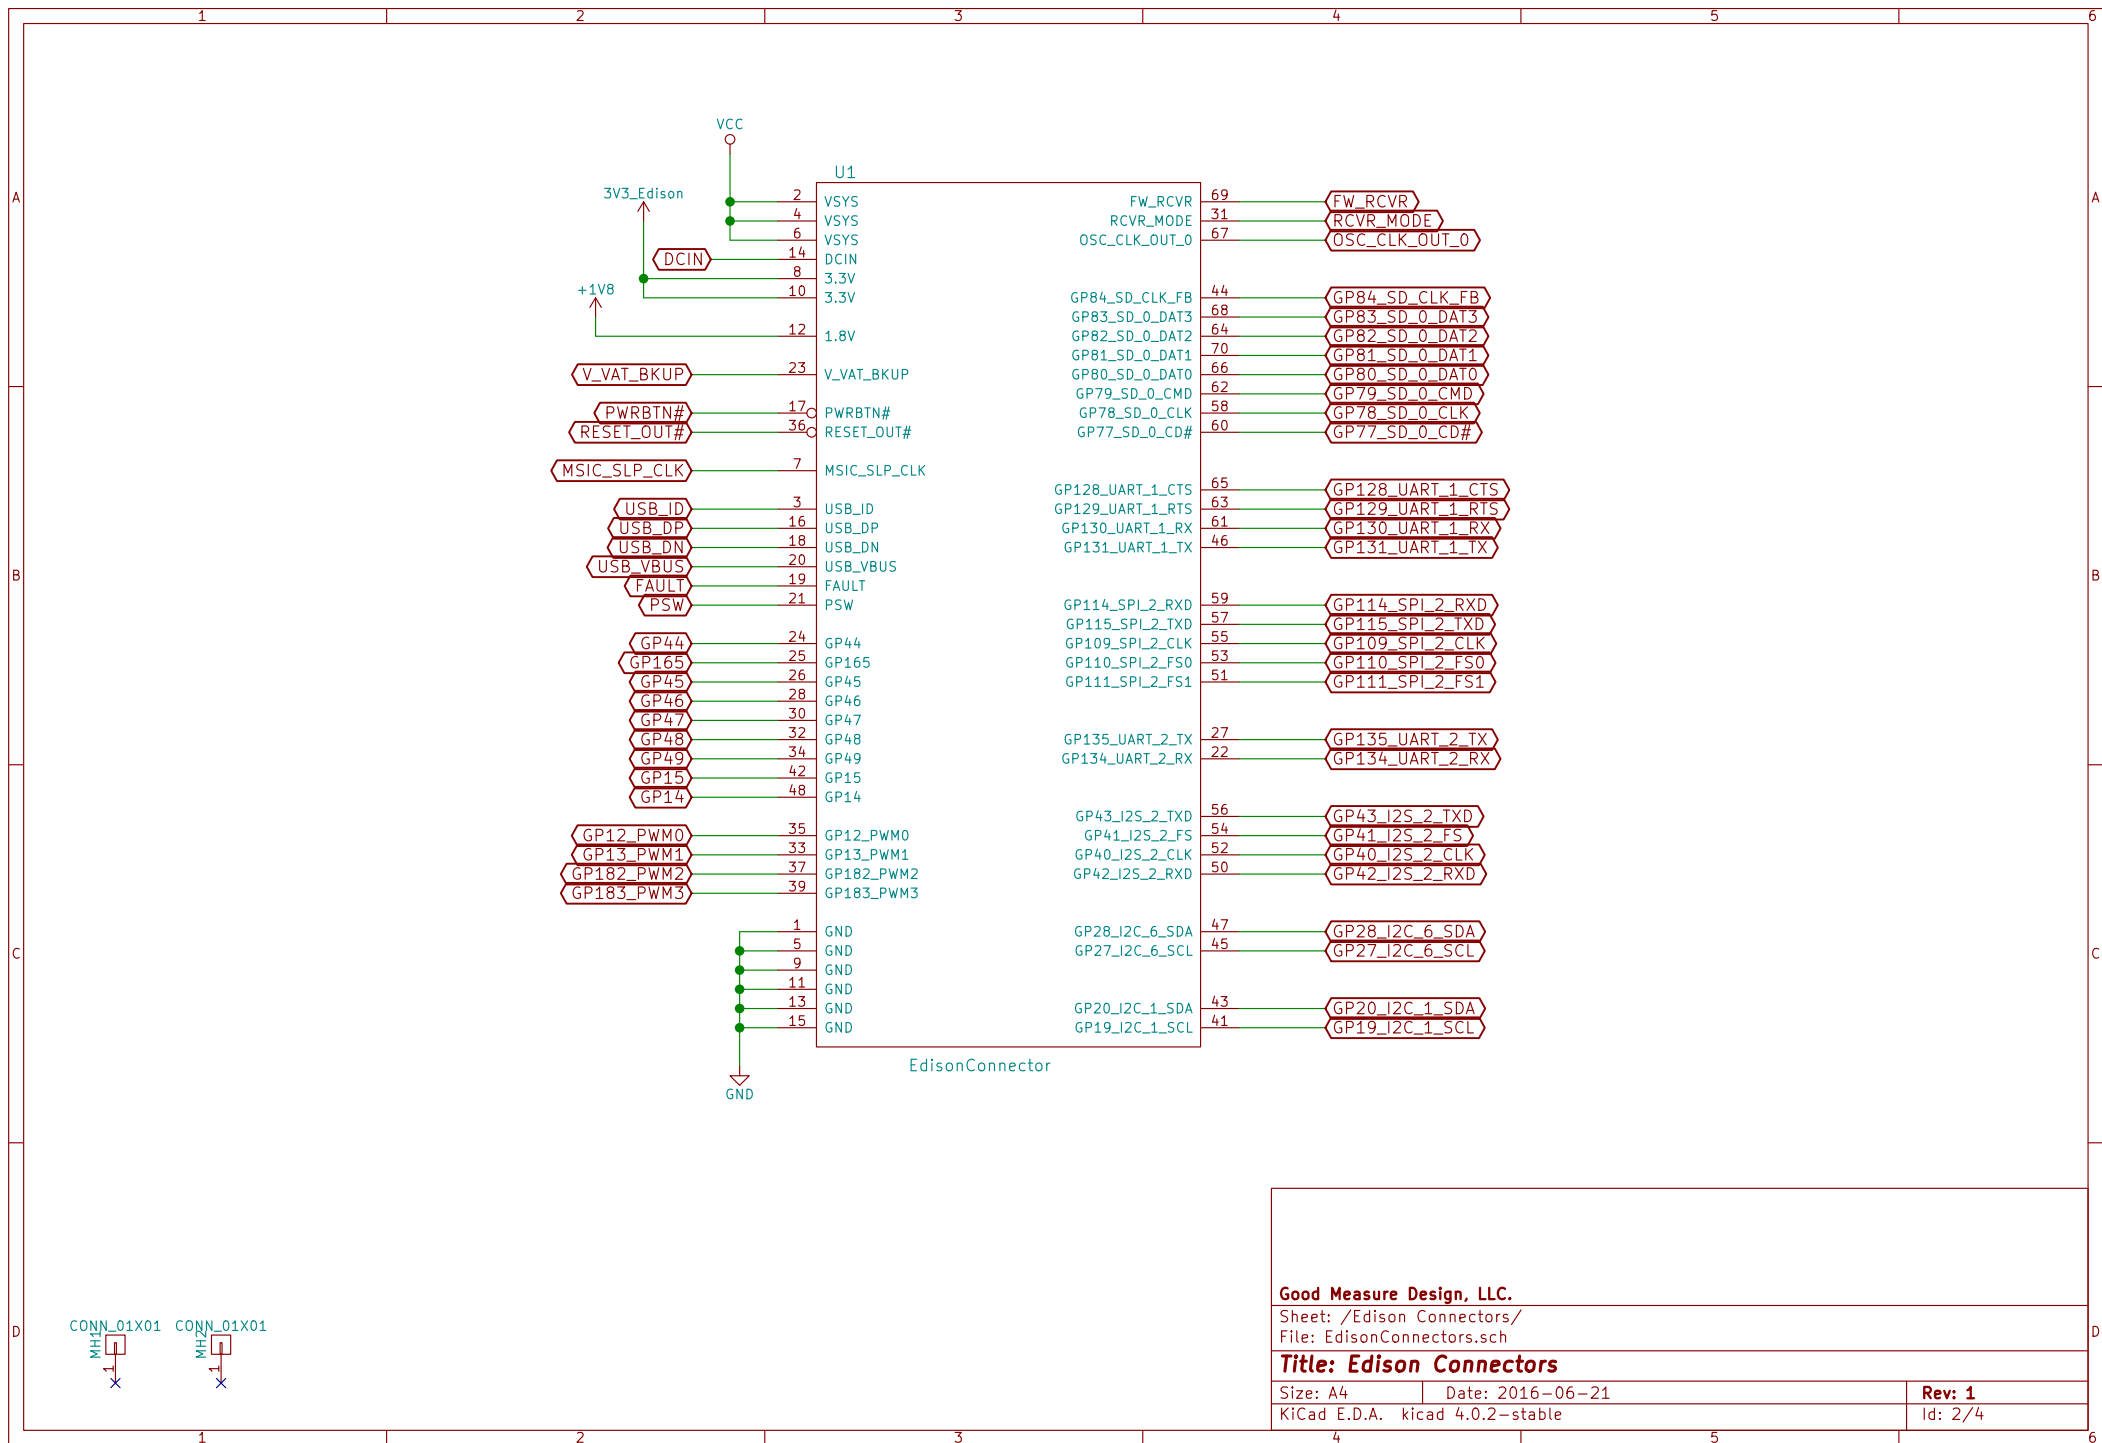 1 2 3 4 5 6
A A
B B
C C
D D
VCC
3V3_Edison
+1V8
U1
DCIN
V_VAT_BKUP
PWRBTN#
RESET_OUT#
MSIC_SLP_CLK
USB_ID
USB_DP
USB_DN
USB_VBUS
FAULT
PSW
GP44
GP165
GP45
GP46
GP47
GP48
GP49
GP15
GP14
GP12_PWM0
GP13_PWM1
GP182_PWM2
GP183_PWM3
2 VSYS
4 VSYS
6 VSYS
14 DCIN
8 3.3V
10 3.3V
12 1.8V
23 V_VAT_BKUP
17 PWRBTN#
36 RESET_OUT#
7 MSIC_SLP_CLK
3 USB_ID
16 USB_DP
18 USB_DN
20 USB_VBUS
19 FAULT
21 PSW
24 GP44
25 GP165
26 GP45
28 GP46
30 GP47
32 GP48
34 GP49
42 GP15
48 GP14
35 GP12_PWM0
33 GP13_PWM1
37 GP182_PWM2
39 GP183_PWM3
1 GND
5 GND
9 GND
11 GND
13 GND
15 GND
GND
FW_RCVR 69 FW_RCVR
RCVR_MODE 31 RCVR_MODE
OSC_CLK_OUT_0 67 OSC_CLK_OUT_0
GP84_SD_CLK_FB 44 GP84_SD_CLK_FB
GP83_SD_0_DAT3 68 GP83_SD_0_DAT3
GP82_SD_0_DAT2 64 GP82_SD_0_DAT2
GP81_SD_0_DAT1 70 GP81_SD_0_DAT1
GP80_SD_0_DAT0 66 GP80_SD_0_DAT0
GP79_SD_0_CMD 62 GP79_SD_0_CMD
GP78_SD_0_CLK 58 GP78_SD_0_CLK
GP77_SD_0_CD# 60 GP77_SD_0_CD#
GP128_UART_1_CTS 65 GP128_UART_1_CTS
GP129_UART_1_RTS 63 GP129_UART_1_RTS
GP130_UART_1_RX 61 GP130_UART_1_RX
GP131_UART_1_TX 46 GP131_UART_1_TX
GP114_SPI_2_RXD 59 GP114_SPI_2_RXD
GP115_SPI_2_TXD 57 GP115_SPI_2_TXD
GP109_SPI_2_CLK 55 GP109_SPI_2_CLK
GP110_SPI_2_FS0 53 GP110_SPI_2_FS0
GP111_SPI_2_FS1 51 GP111_SPI_2_FS1
GP135_UART_2_TX 27 GP135_UART_2_TX
GP134_UART_2_RX 22 GP134_UART_2_RX
GP43_I2S_2_TXD 56 GP43_I2S_2_TXD
GP41_I2S_2_FS 54 GP41_I2S_2_FS
GP40_I2S_2_CLK 52 GP40_I2S_2_CLK
GP42_I2S_2_RXD 50 GP42_I2S_2_RXD
GP28_I2C_6_SDA 47 GP28_I2C_6_SDA
GP27_I2C_6_SCL 45 GP27_I2C_6_SCL
GP20_I2C_1_SDA 43 GP20_I2C_1_SDA
GP19_I2C_1_SCL 41 GP19_I2C_1_SCL
EdisonConnector
CONN_01X01 CONN_01X01
MH1 MH2
1 1
Good Measure Design, LLC.
Sheet: /Edison Connectors/
File: EdisonConnectors.sch
Title: Edison Connectors
Size: A4 Date: 2016-06-21 Rev: 1
KiCad E.D.A. kicad 4.0.2-stable Id: 2/4
1 2 3 4 5 6